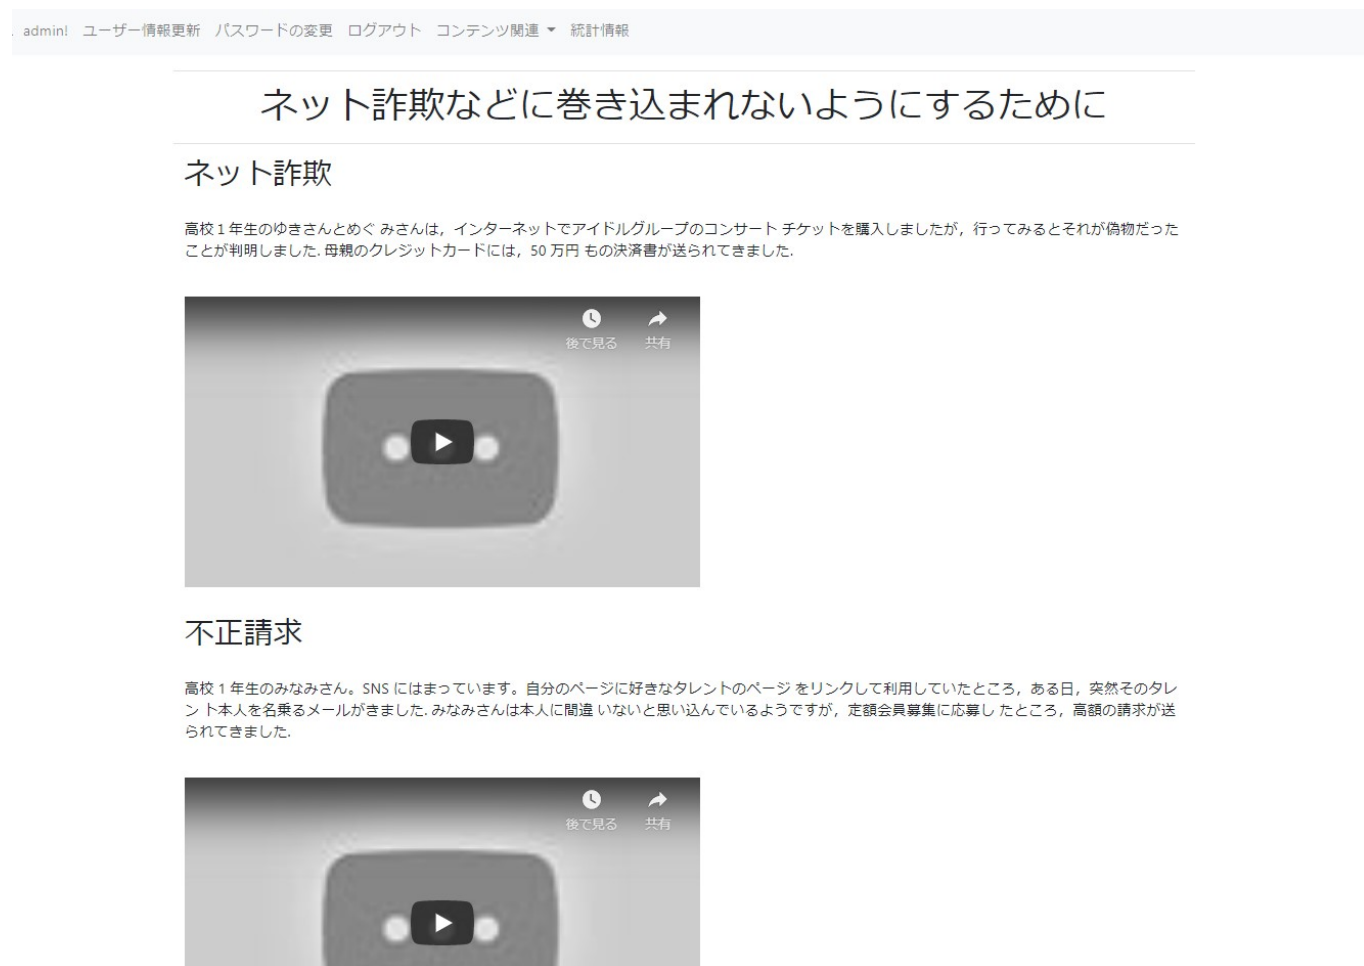 admin!　ユーザー情報更新　パスワードの変更　ログアウト　コンテンツ関連　統計情報
ネット詐欺などに巻き込まれないようにするために
ネット詐欺
高校１年生のゆきさんとめぐ みさんは，インターネットでアイドルグループのコンサート チケットを購入しましたが，行ってみるとそれが偽物だった
ことが判明しました. 母親のクレジットカードには，50 万円 もの決済書が送られてきました.
後で見る　共有
不正請求
高校 1 年生のみなみさん。SNS にはまっています。自分のページに好きなタレントのページ をリンクして利用していたところ，ある日，突然そのタレ
ン ト本人を名乗るメールがきました. みなみさんは本人に間違 いないと思い込んでいるようですが，定額会員募集に応募し たところ，高額の請求が送
られてきました.
後で見る　共有